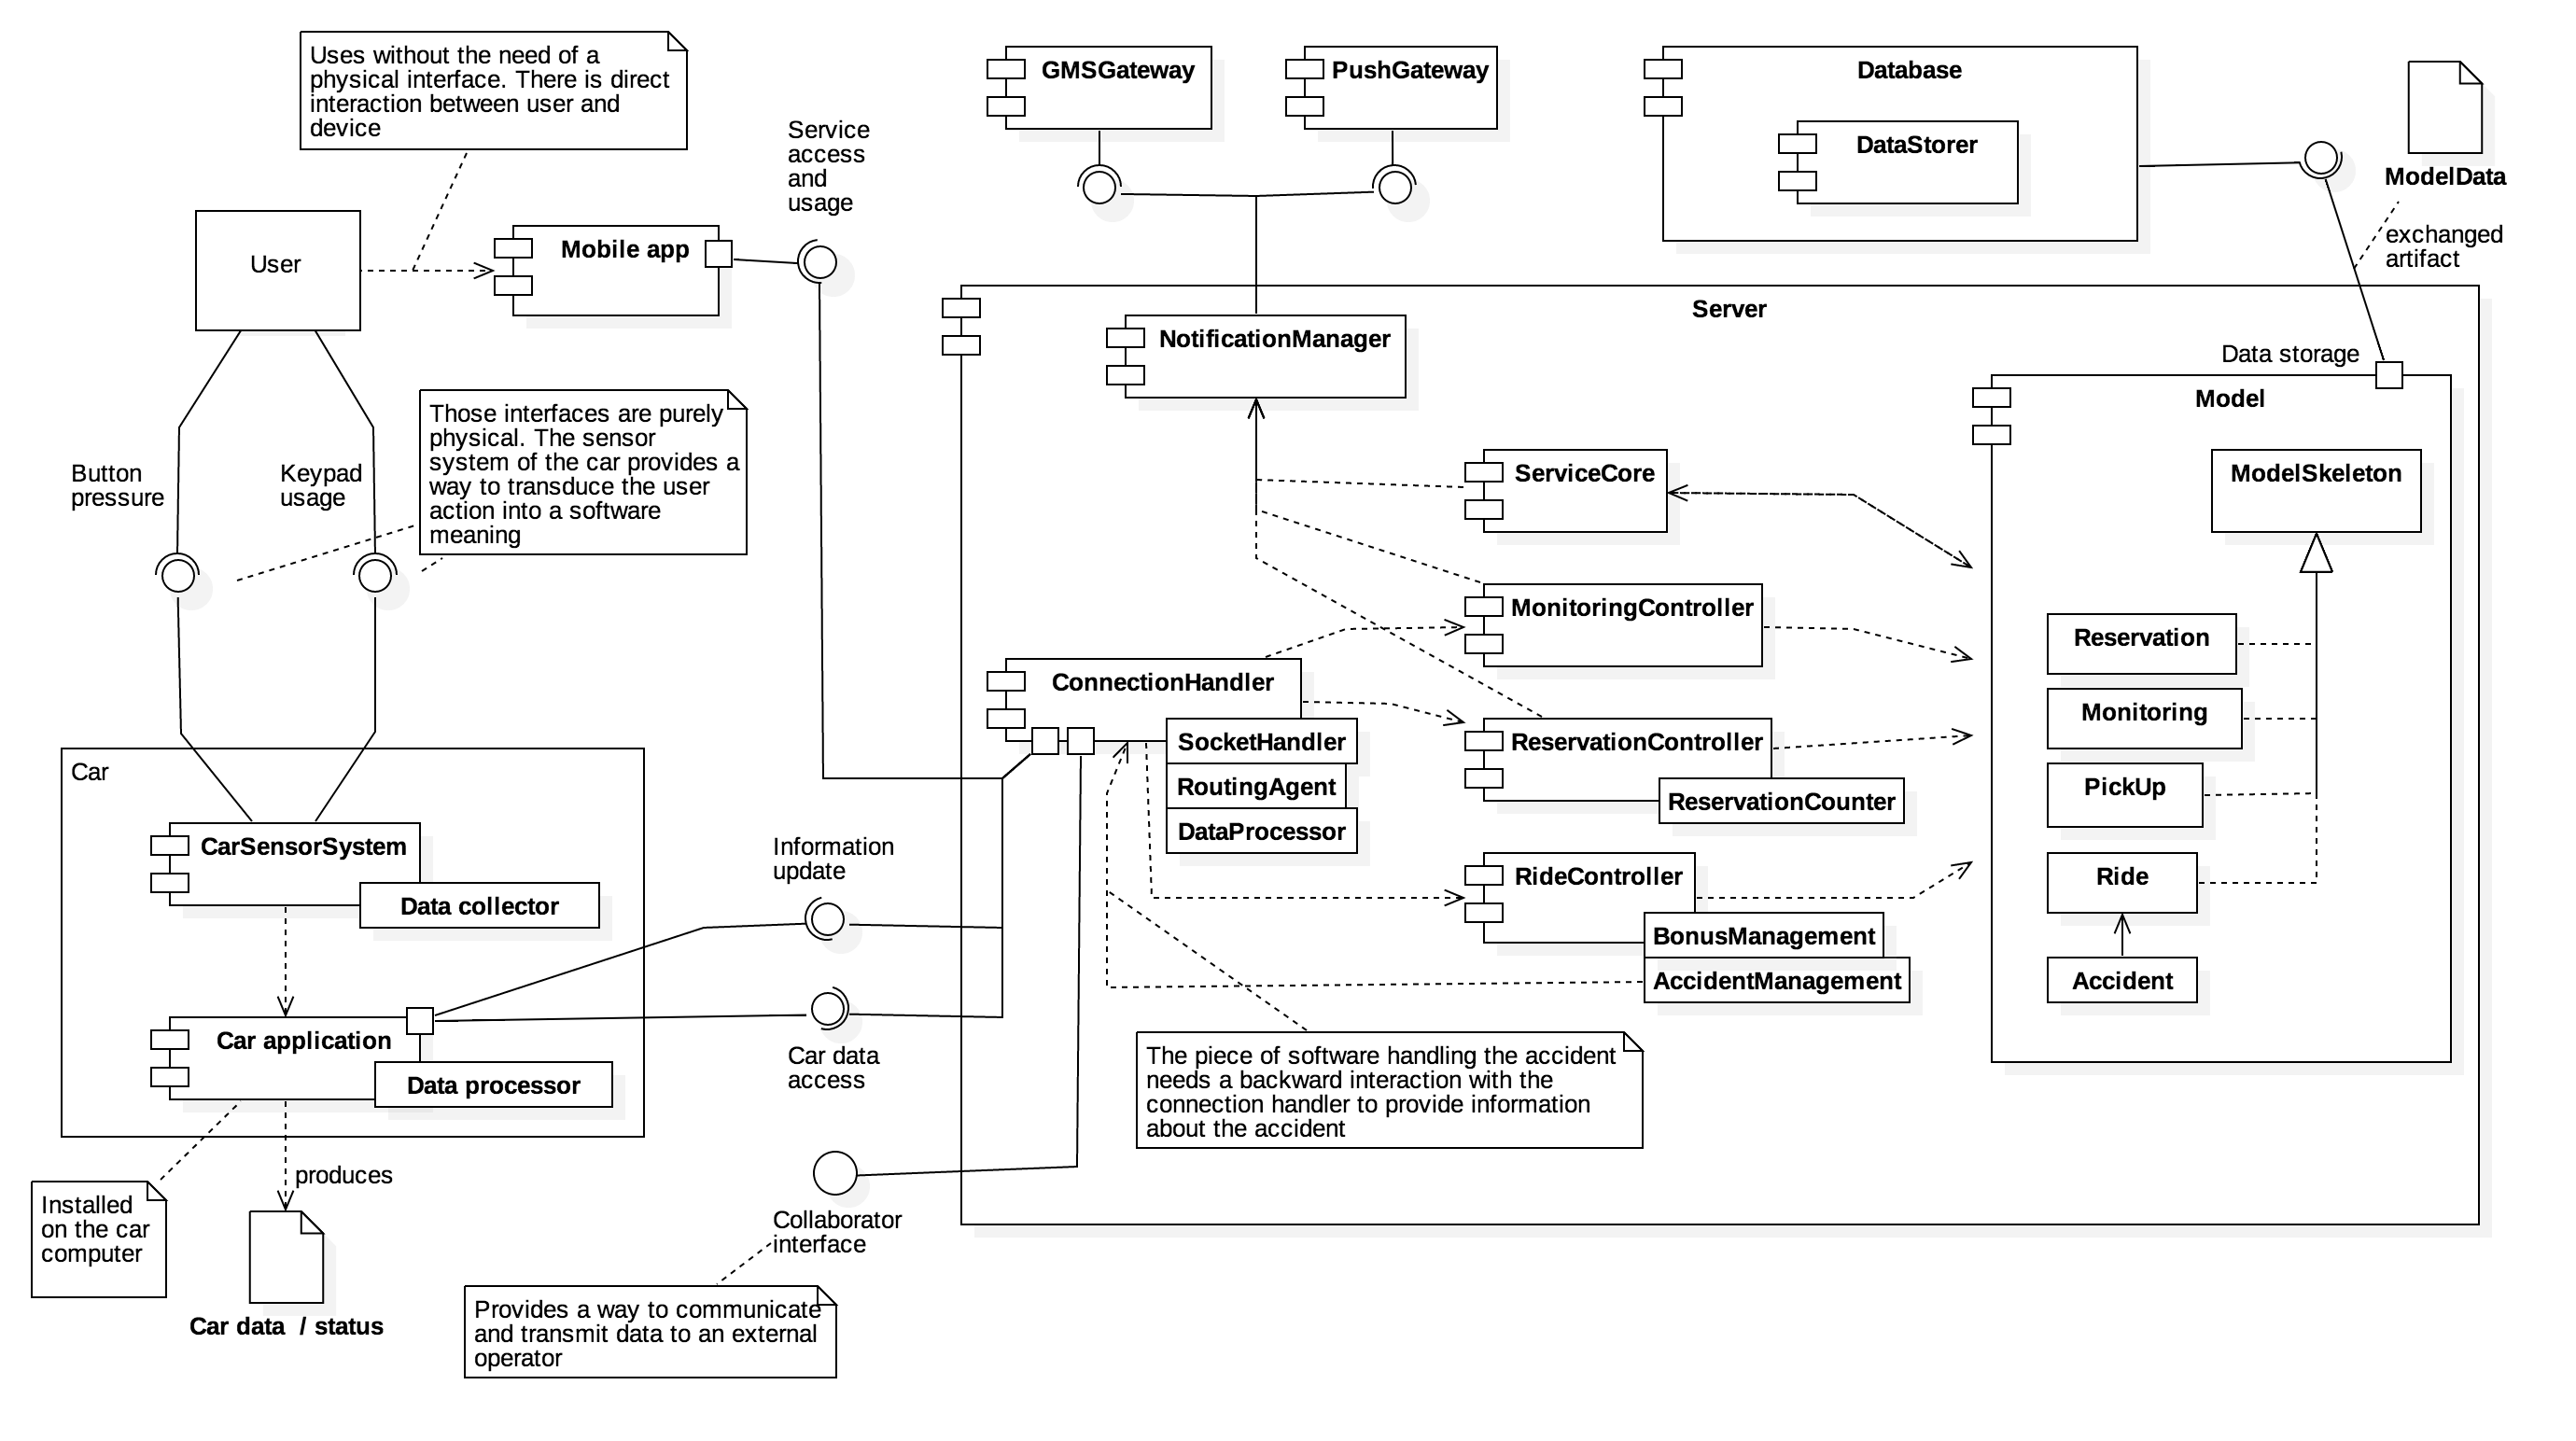 Uses without the need of a
physical interface. There is direct
interaction between user and
device
GMSGateway
PushGateway
Database
DataStorer
ModelData
exchanged
artifact
Service
access
and
usage
User
Mobile app
Server
NotificationManager
Data storage
Model
ModelSkeleton
Those interfaces are purely
physical. The sensor
system of the car provides a
way to transduce the user
action into a software
meaning
Button
pressure
Keypad
usage
ServiceCore
MonitoringController
Reservation
ConnectionHandler
Monitoring
SocketHandler
RoutingAgent
DataProcessor
ReservationController
ReservationCounter
PickUp
Car
CarSensorSystem
Data collector
Information
update
RideController
BonusManagement
AccidentManagement
Ride
Accident
Car application
Data processor
Car data
access
The piece of software handling the accident
needs a backward interaction with the
connection handler to provide information
about the accident
produces
Installed
on the car
computer
Collaborator
interface
Car data  / status
Provides a way to communicate
and transmit data to an external
operator